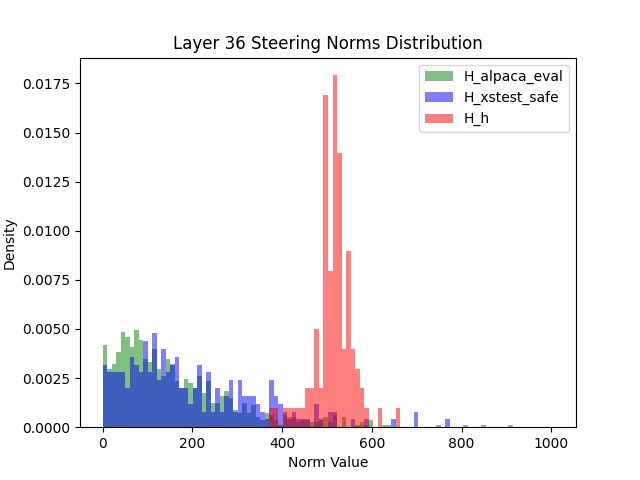 Layer 36 Steering Norms Distribution
H_alpaca_eval
H_xstest_safe
H_h
Density
0.0175
0.0150
0.0125
0.0100
0.0075
0.0050
0.0025
0.0000
0 200 400 600 800 1000
Norm Value